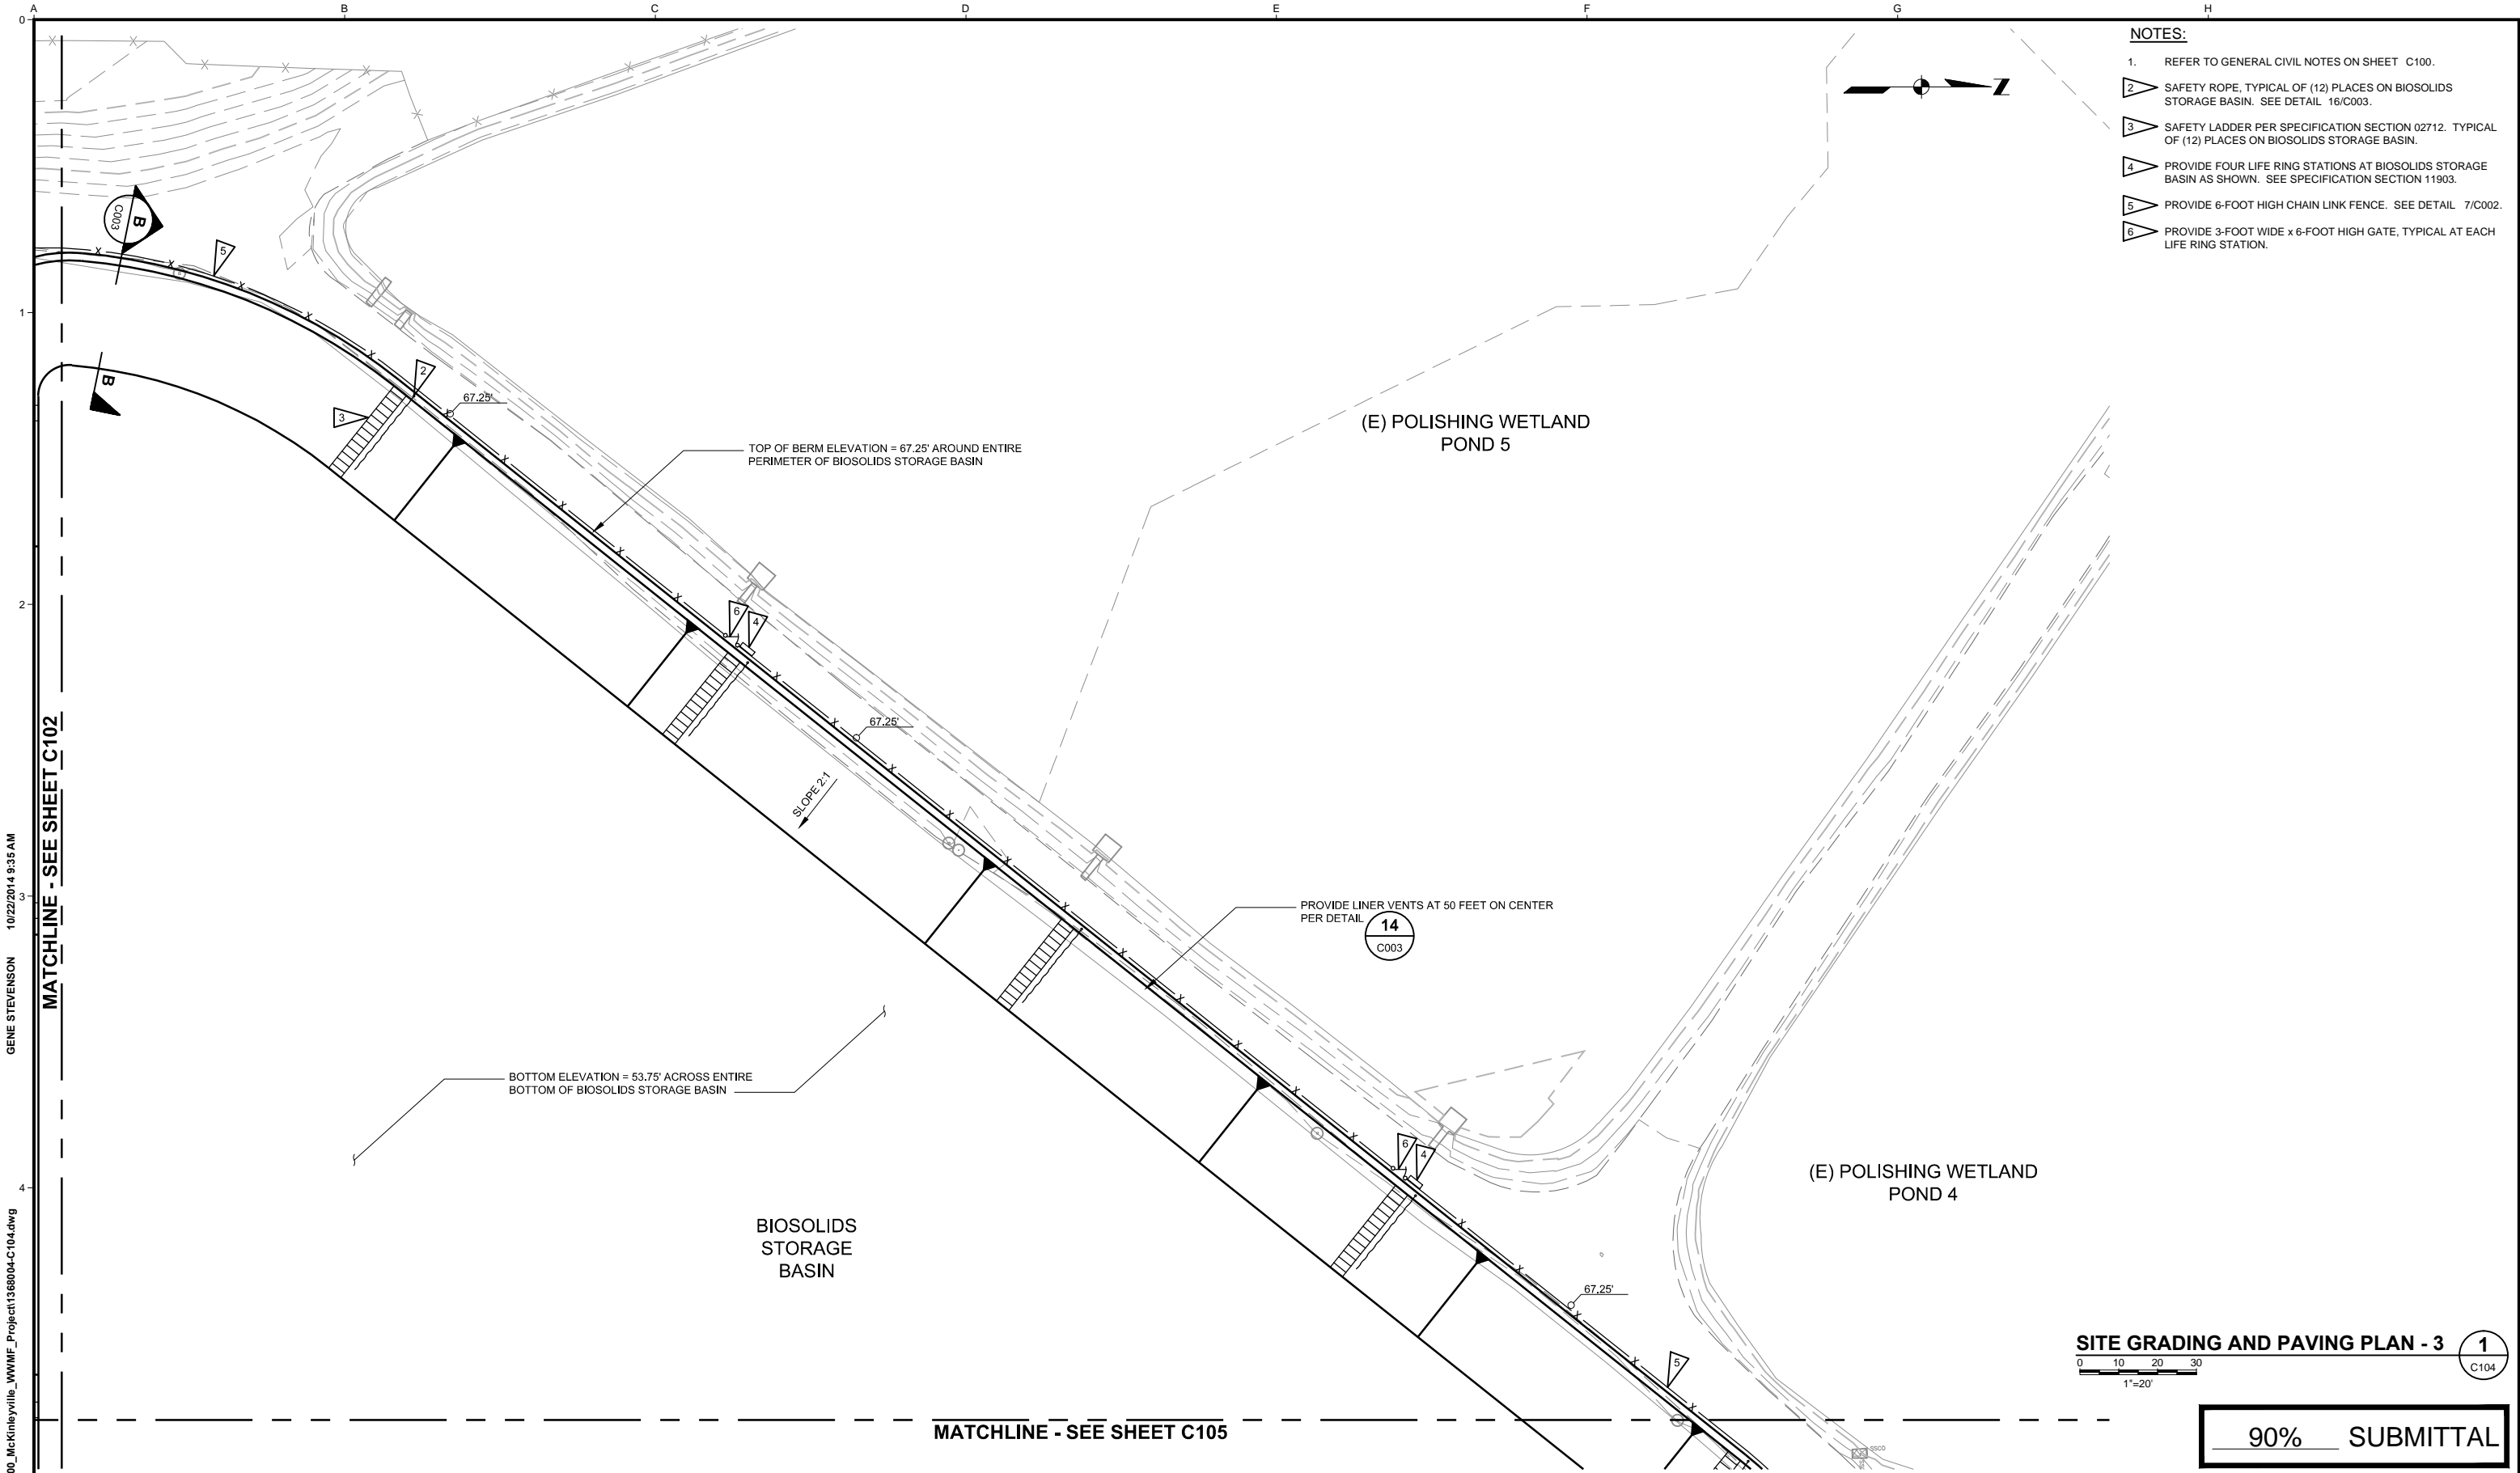 A B C D E F G H
0
1
2
3
4
NOTES:
1. REFER TO GENERAL CIVIL NOTES ON SHEET C100.
2 SAFETY ROPE, TYPICAL OF (12) PLACES ON BIOSOLIDS
STORAGE BASIN. SEE DETAIL 16/C003.
3 SAFETY LADDER PER SPECIFICATION SECTION 02712. TYPICAL
OF (12) PLACES ON BIOSOLIDS STORAGE BASIN.
4 PROVIDE FOUR LIFE RING STATIONS AT BIOSOLIDS STORAGE
BASIN AS SHOWN. SEE SPECIFICATION SECTION 11903.
5 PROVIDE 6-FOOT HIGH CHAIN LINK FENCE. SEE DETAIL 7/C002.
6 PROVIDE 3-FOOT WIDE x 6-FOOT HIGH GATE, TYPICAL AT EACH
LIFE RING STATION.
Z
B
C003
5
B
2
3
67.25'
TOP OF BERM ELEVATION = 67.25' AROUND ENTIRE
PERIMETER OF BIOSOLIDS STORAGE BASIN
(E) POLISHING WETLAND
POND 5
6
4
67.25'
SLOPE 2:1
MATCHLINE - SEE SHEET C102
PROVIDE LINER VENTS AT 50 FEET ON CENTER
PER DETAIL
14
C003
BOTTOM ELEVATION = 53.75' ACROSS ENTIRE
BOTTOM OF BIOSOLIDS STORAGE BASIN
6
4
(E) POLISHING WETLAND
POND 4
BIOSOLIDS
STORAGE
BASIN
67.25'
5
SITE GRADING AND PAVING PLAN - 3
1
C104
0 10 20 30
1"=20'
MATCHLINE - SEE SHEET C105
SSCO
90% SUBMITTAL
GENE STEVENSON 10/22/2014 9:35 AM
00_McKinleyville_WWMF_Project\1368004-C104.dwg